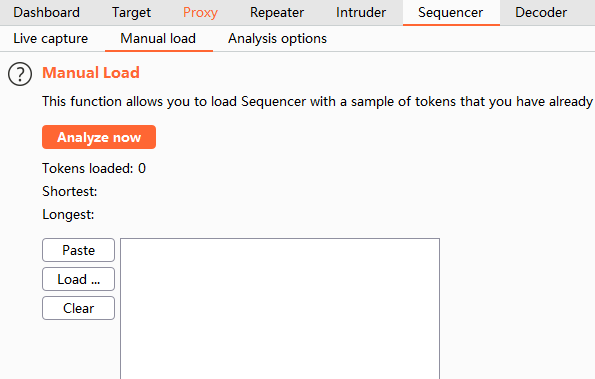 Dashboard Target Proxy Repeater Intruder Sequencer Decoder
Live capture Manual load Analysis options
? Manual Load
This function allows you to load Sequencer with a sample of tokens that you have already
Analyze now
Tokens loaded: 0
Shortest:
Longest:
Paste
Load ...
Clear